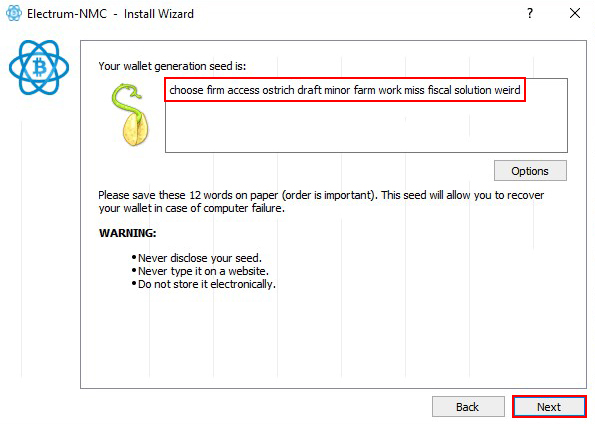 Electrum-NMC - Install Wizard
Your wallet generation seed is:
choose firm access ostrich draft minor farm work miss fiscal solution weird
Options
Please save these 12 words on paper (order is important). This seed will allow you to recover
your wallet in case of computer failure.
WARNING:
• Never disclose your seed.
• Never type it on a website.
• Do not store it electronically.
Back
Next